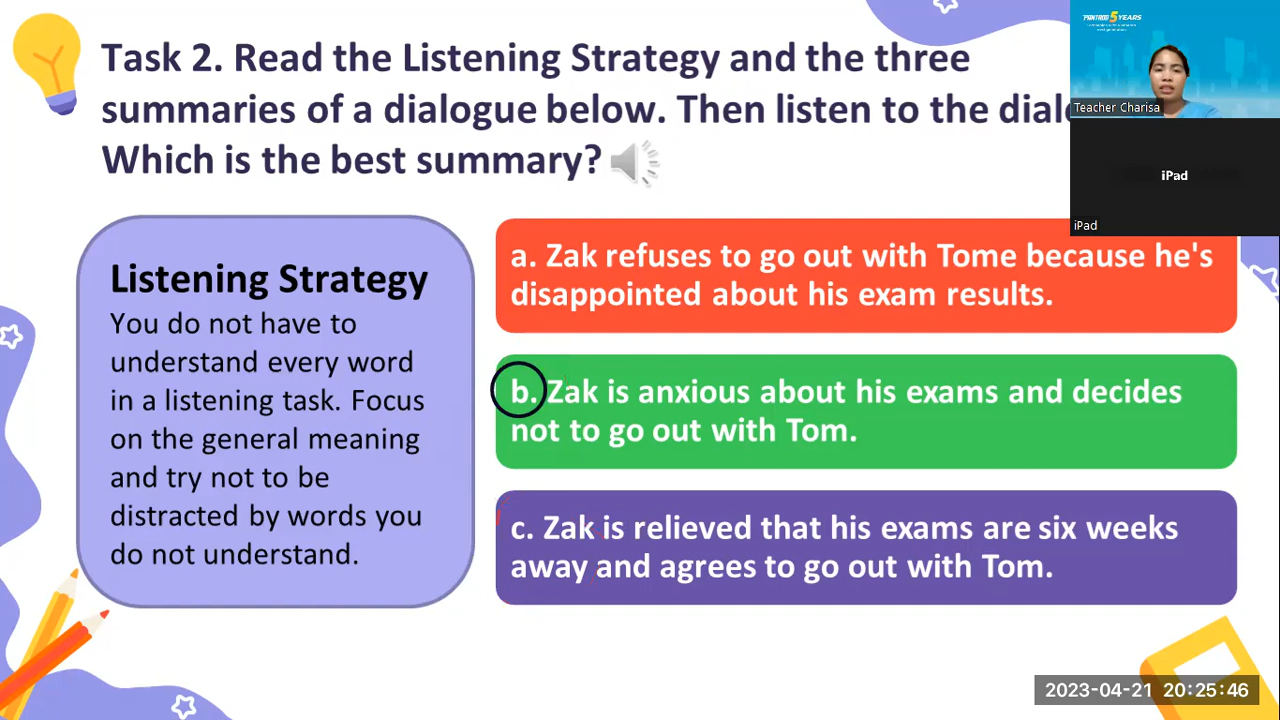 Task 2. Read the Listening Strategy and the three
summaries of a dialogue below. Then listen to the
Which is the best summary?
Listening Strategy
You do not have to
understand every word
in a listening task. Focus
on the general meaning
and try not to be
distracted by words you
do not understand.
a. Zak refuses to go out with Tome because he's
disappointed about his exam results.
b. Zak is anxious about his exams and decides
not to go out with Tom.
c. Zak is relieved that his exams are six weeks
away and agrees to go out with Tom.
5 YEARS
Teacher Charisa
iPad
iPad
2023-04-21 20:25:46